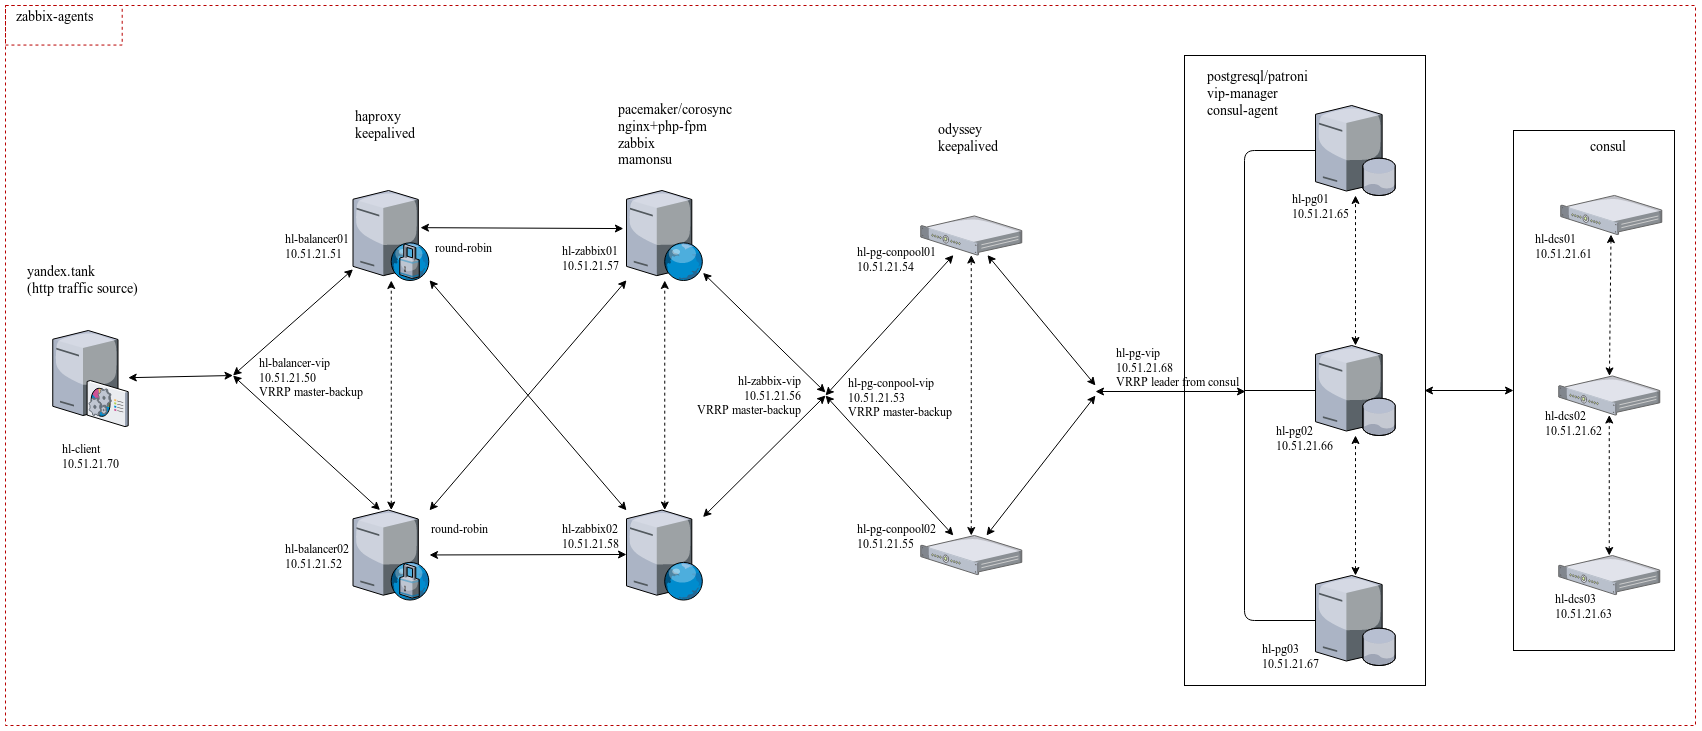 zabbix-agents
yandex.tank
(http traffic source)
hl-client
10.51.21.70
haproxy
keepalived
hl-balancer01
10.51.21.51
round-robin
hl-balancer-vip
10.51.21.50
VRRP master-backup
hl-balancer02
10.51.21.52
round-robin
pacemaker/corosync
nginx+php-fpm
zabbix
mamonsu
hl-zabbix01
10.51.21.57
hl-zabbix02
10.51.21.58
hl-zabbix-vip
10.51.21.56
VRRP master-backup
odyssey
keepalived
hl-pg-conpool01
10.51.21.54
hl-pg-conpool-vip
10.51.21.53
VRRP master-backup
hl-pg-conpool02
10.51.21.55
hl-pg-vip
10.51.21.68
VRRP leader from consul
postgresql/patroni
vip-manager
consul-agent
hl-pg01
10.51.21.65
hl-pg02
10.51.21.66
hl-pg03
10.51.21.67
consul
hl-dcs01
10.51.21.61
hl-dcs02
10.51.21.62
hl-dcs03
10.51.21.63